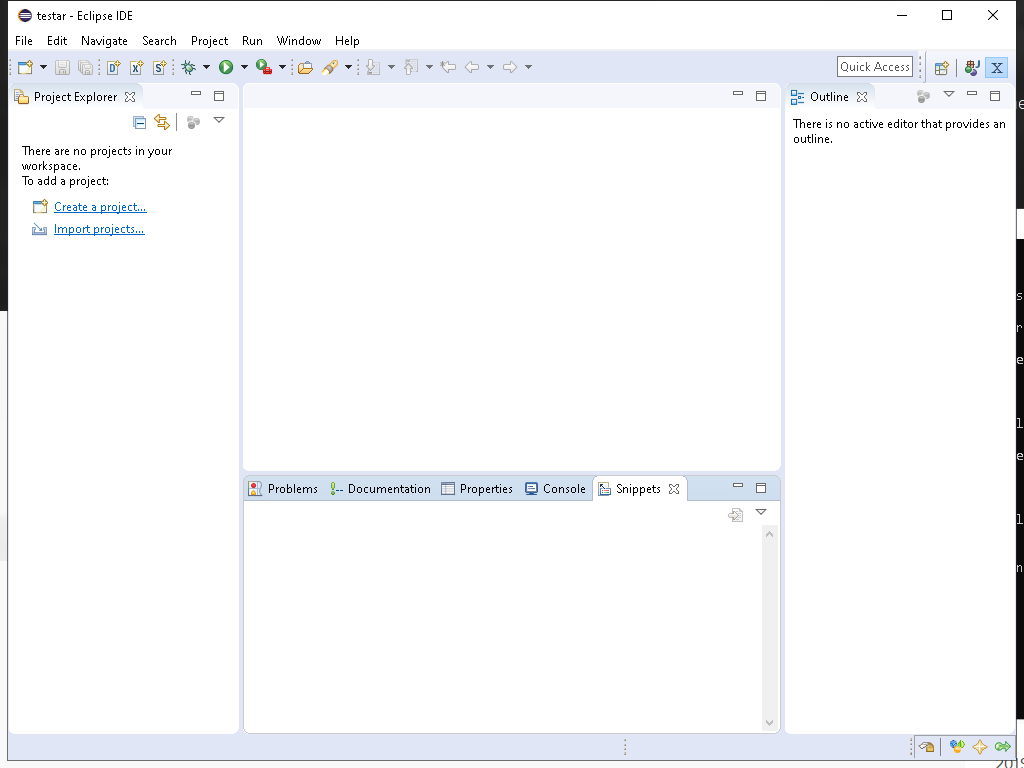 testar - Eclipse IDE
File Edit Navigate Search Project Run Window Help
Quick Access
Project Explorer
There are no projects in your
workspace.
To add a project:
Create a project...
Import projects...
Outline
There is no active editor that provides an
outline.
Problems Documentation Properties Console Snippets